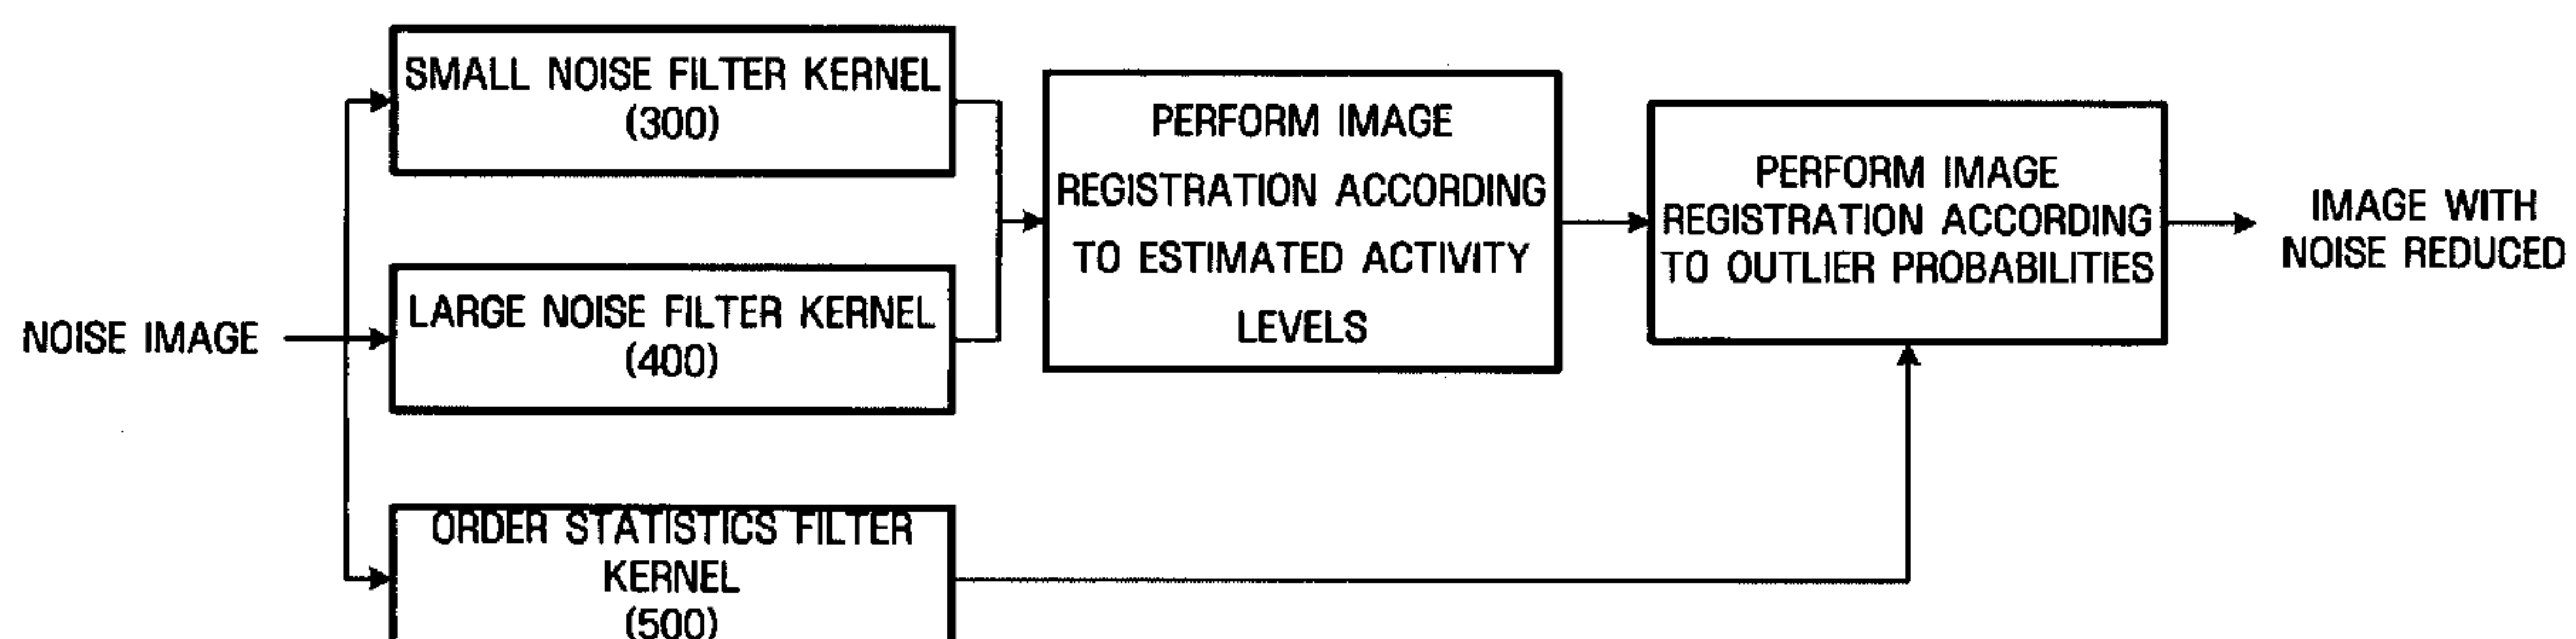 NOISE IMAGE
SMALL NOISE FILTER KERNEL
(300)
LARGE NOISE FILTER KERNEL
(400)
ORDER STATISTICS FILTER
KERNEL
(500)
PERFORM IMAGE
REGISTRATION ACCORDING
TO ESTIMATED ACTIVITY
LEVELS
PERFORM IMAGE
REGISTRATION ACCORDING
TO OUTLIER PROBABILITIES
IMAGE WITH
NOISE REDUCED